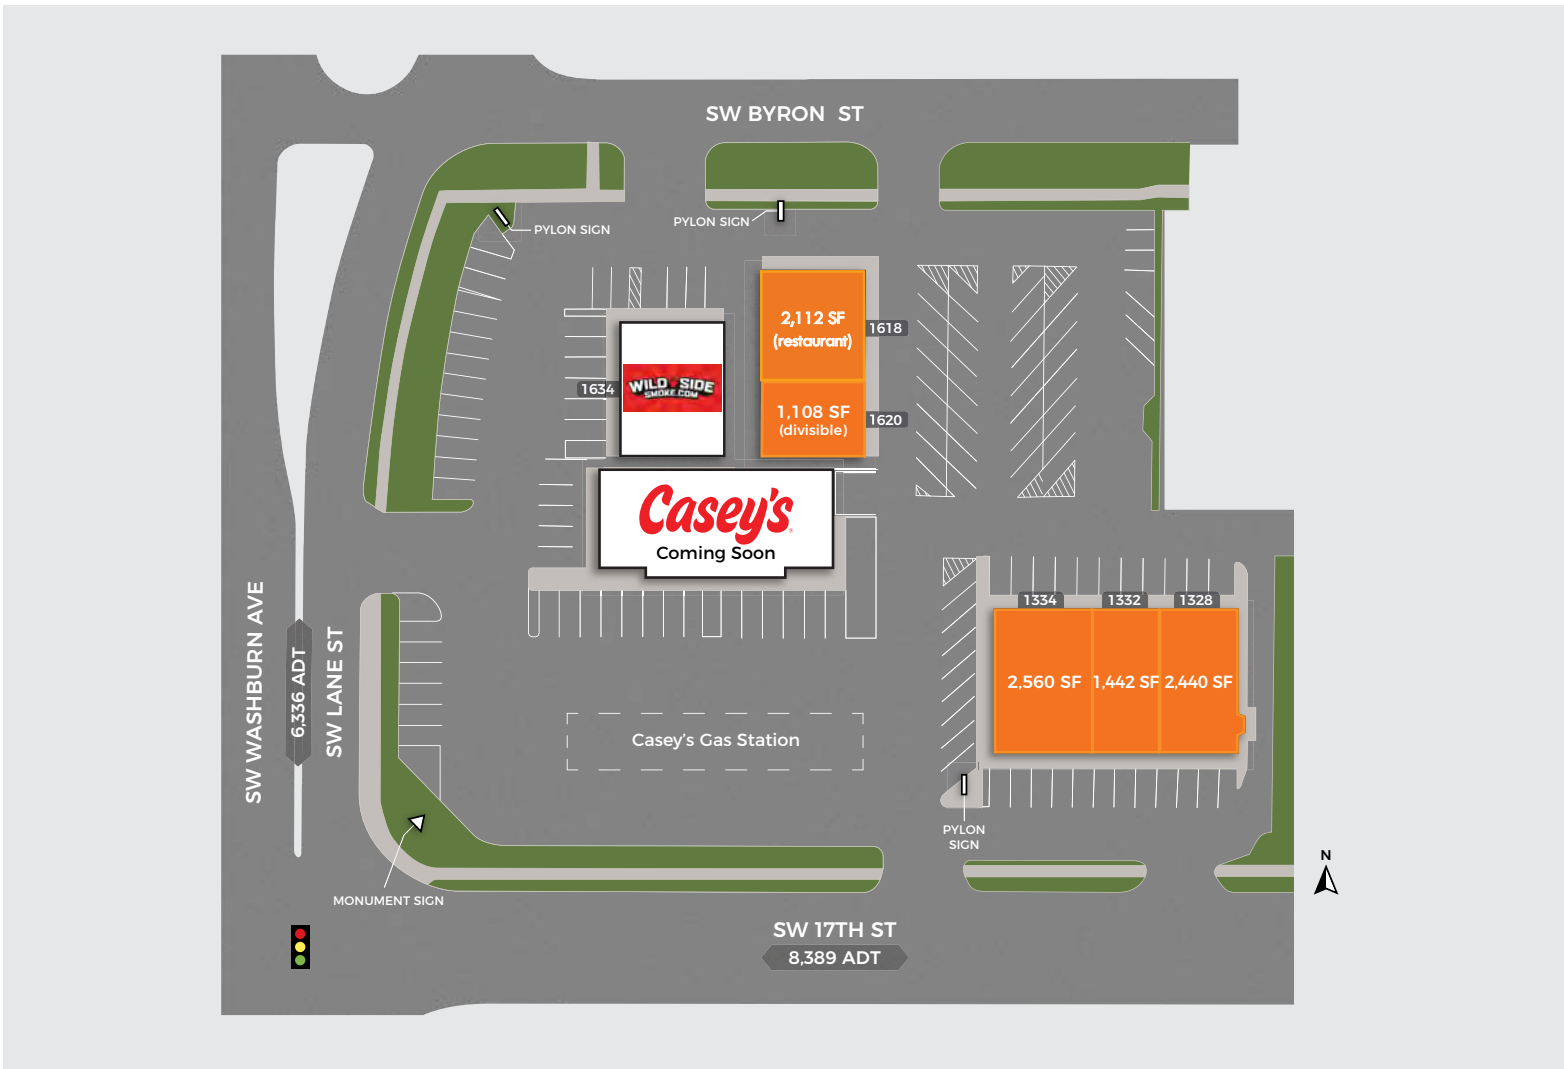 SW BYRON ST
PYLON SIGN
PYLON SIGN
2,112 SF
(restaurant)
1618
1634
WILD SIDE
SMOKE.COM
1,108 SF
(divisible)
1620
Casey's
Coming Soon
SW WASHBURN AVE
6,336 ADT
SW LANE ST
1334
1332
1328
2,560 SF
1,442 SF
2,440 SF
Casey's Gas Station
PYLON
SIGN
N
MONUMENT SIGN
SW 17TH ST
8,389 ADT